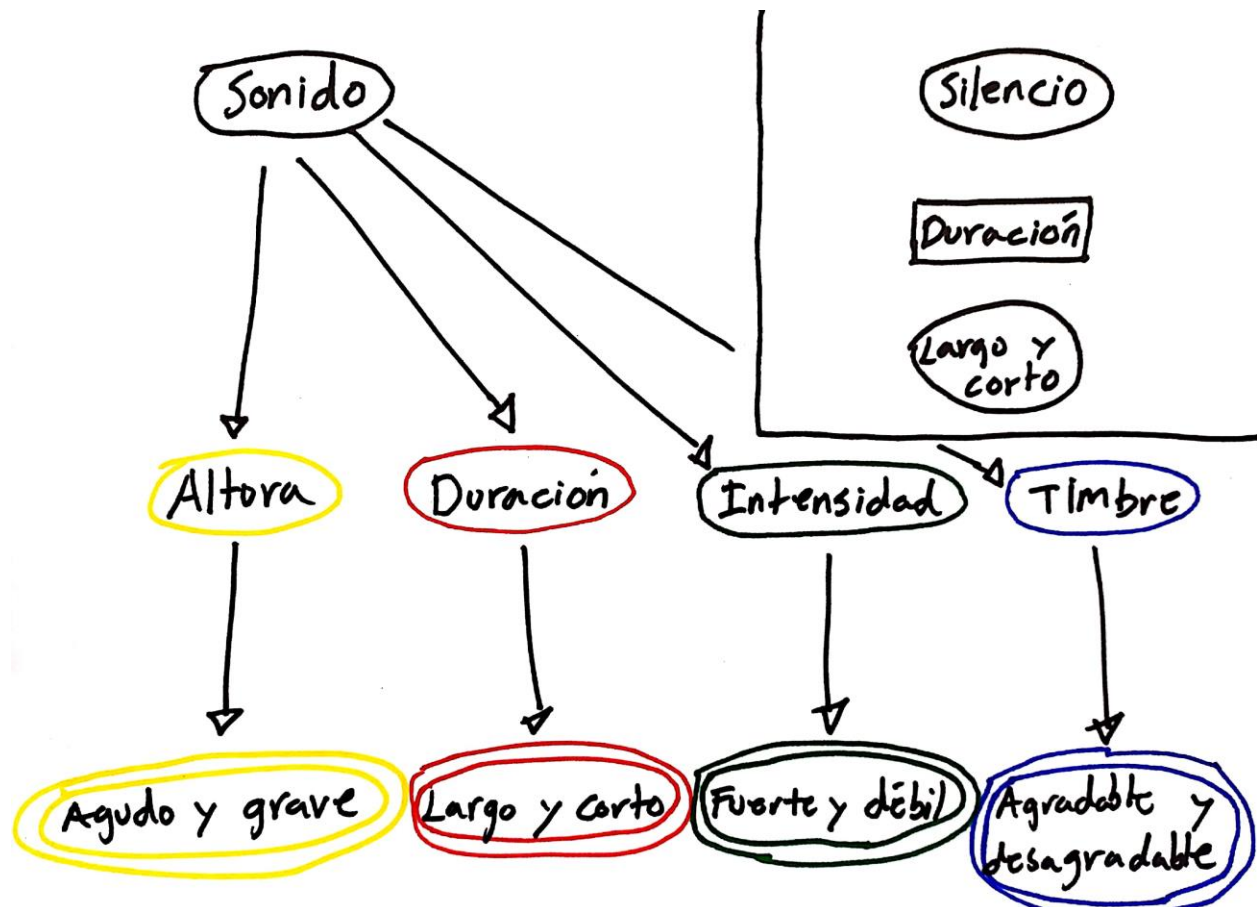 Sonido
Silencio
Duración
Largo y
corto
Altora
Duración
Intensidad
Timbre
Agudo y grave
Largo y corto
Fuerte y débil
Agradable y
desagradable